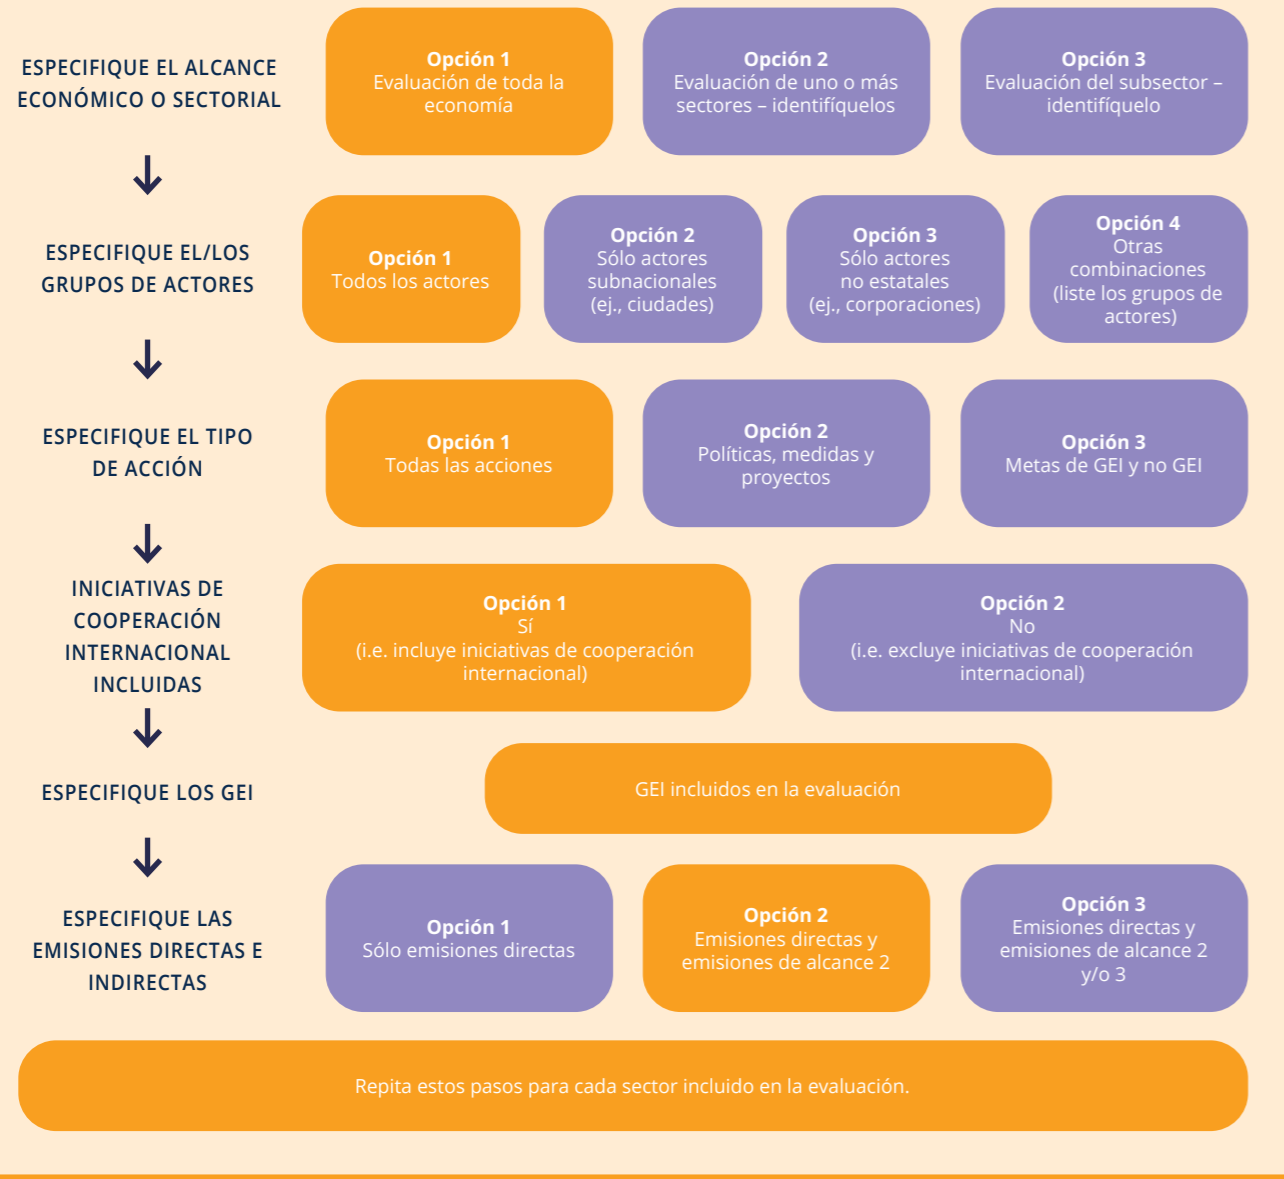 ESPECIFIQUE EL ALCANCE
ECONÓMICO O SECTORIAL
Opción 1
Evaluación de toda la
economía
Opción 2
Evaluación de uno o más
sectores – identifíquelos
Opción 3
Evaluación del subsector –
identifíquelo
ESPECIFIQUE EL/LOS
GRUPOS DE ACTORES
Opción 1
Todos los actores
Opción 2
Sólo actores
subnacionales
(ej., ciudades)
Opción 3
Sólo actores
no estatales
(ej., corporaciones)
Opción 4
Otras
combinaciones
(liste los grupos de
actores)
ESPECIFIQUE EL TIPO
DE ACCIÓN
Opción 1
Todas las acciones
Opción 2
Políticas, medidas y
proyectos
Opción 3
Metas de GEI y no GEI
INICIATIVAS DE
COOPERACIÓN
INTERNACIONAL
INCLUIDAS
Opción 1
Sí
(i.e. incluye iniciativas de cooperación
internacional)
Opción 2
No
(i.e. excluye iniciativas de cooperación
internacional)
ESPECIFIQUE LOS GEI
GEI incluidos en la evaluación
ESPECIFIQUE LAS
EMISIONES DIRECTAS E
INDIRECTAS
Opción 1
Sólo emisiones directas
Opción 2
Emisiones directas y
emisiones de alcance 2
Opción 3
Emisiones directas y
emisiones de alcance 2
y/o 3
Repita estos pasos para cada sector incluido en la evaluación.